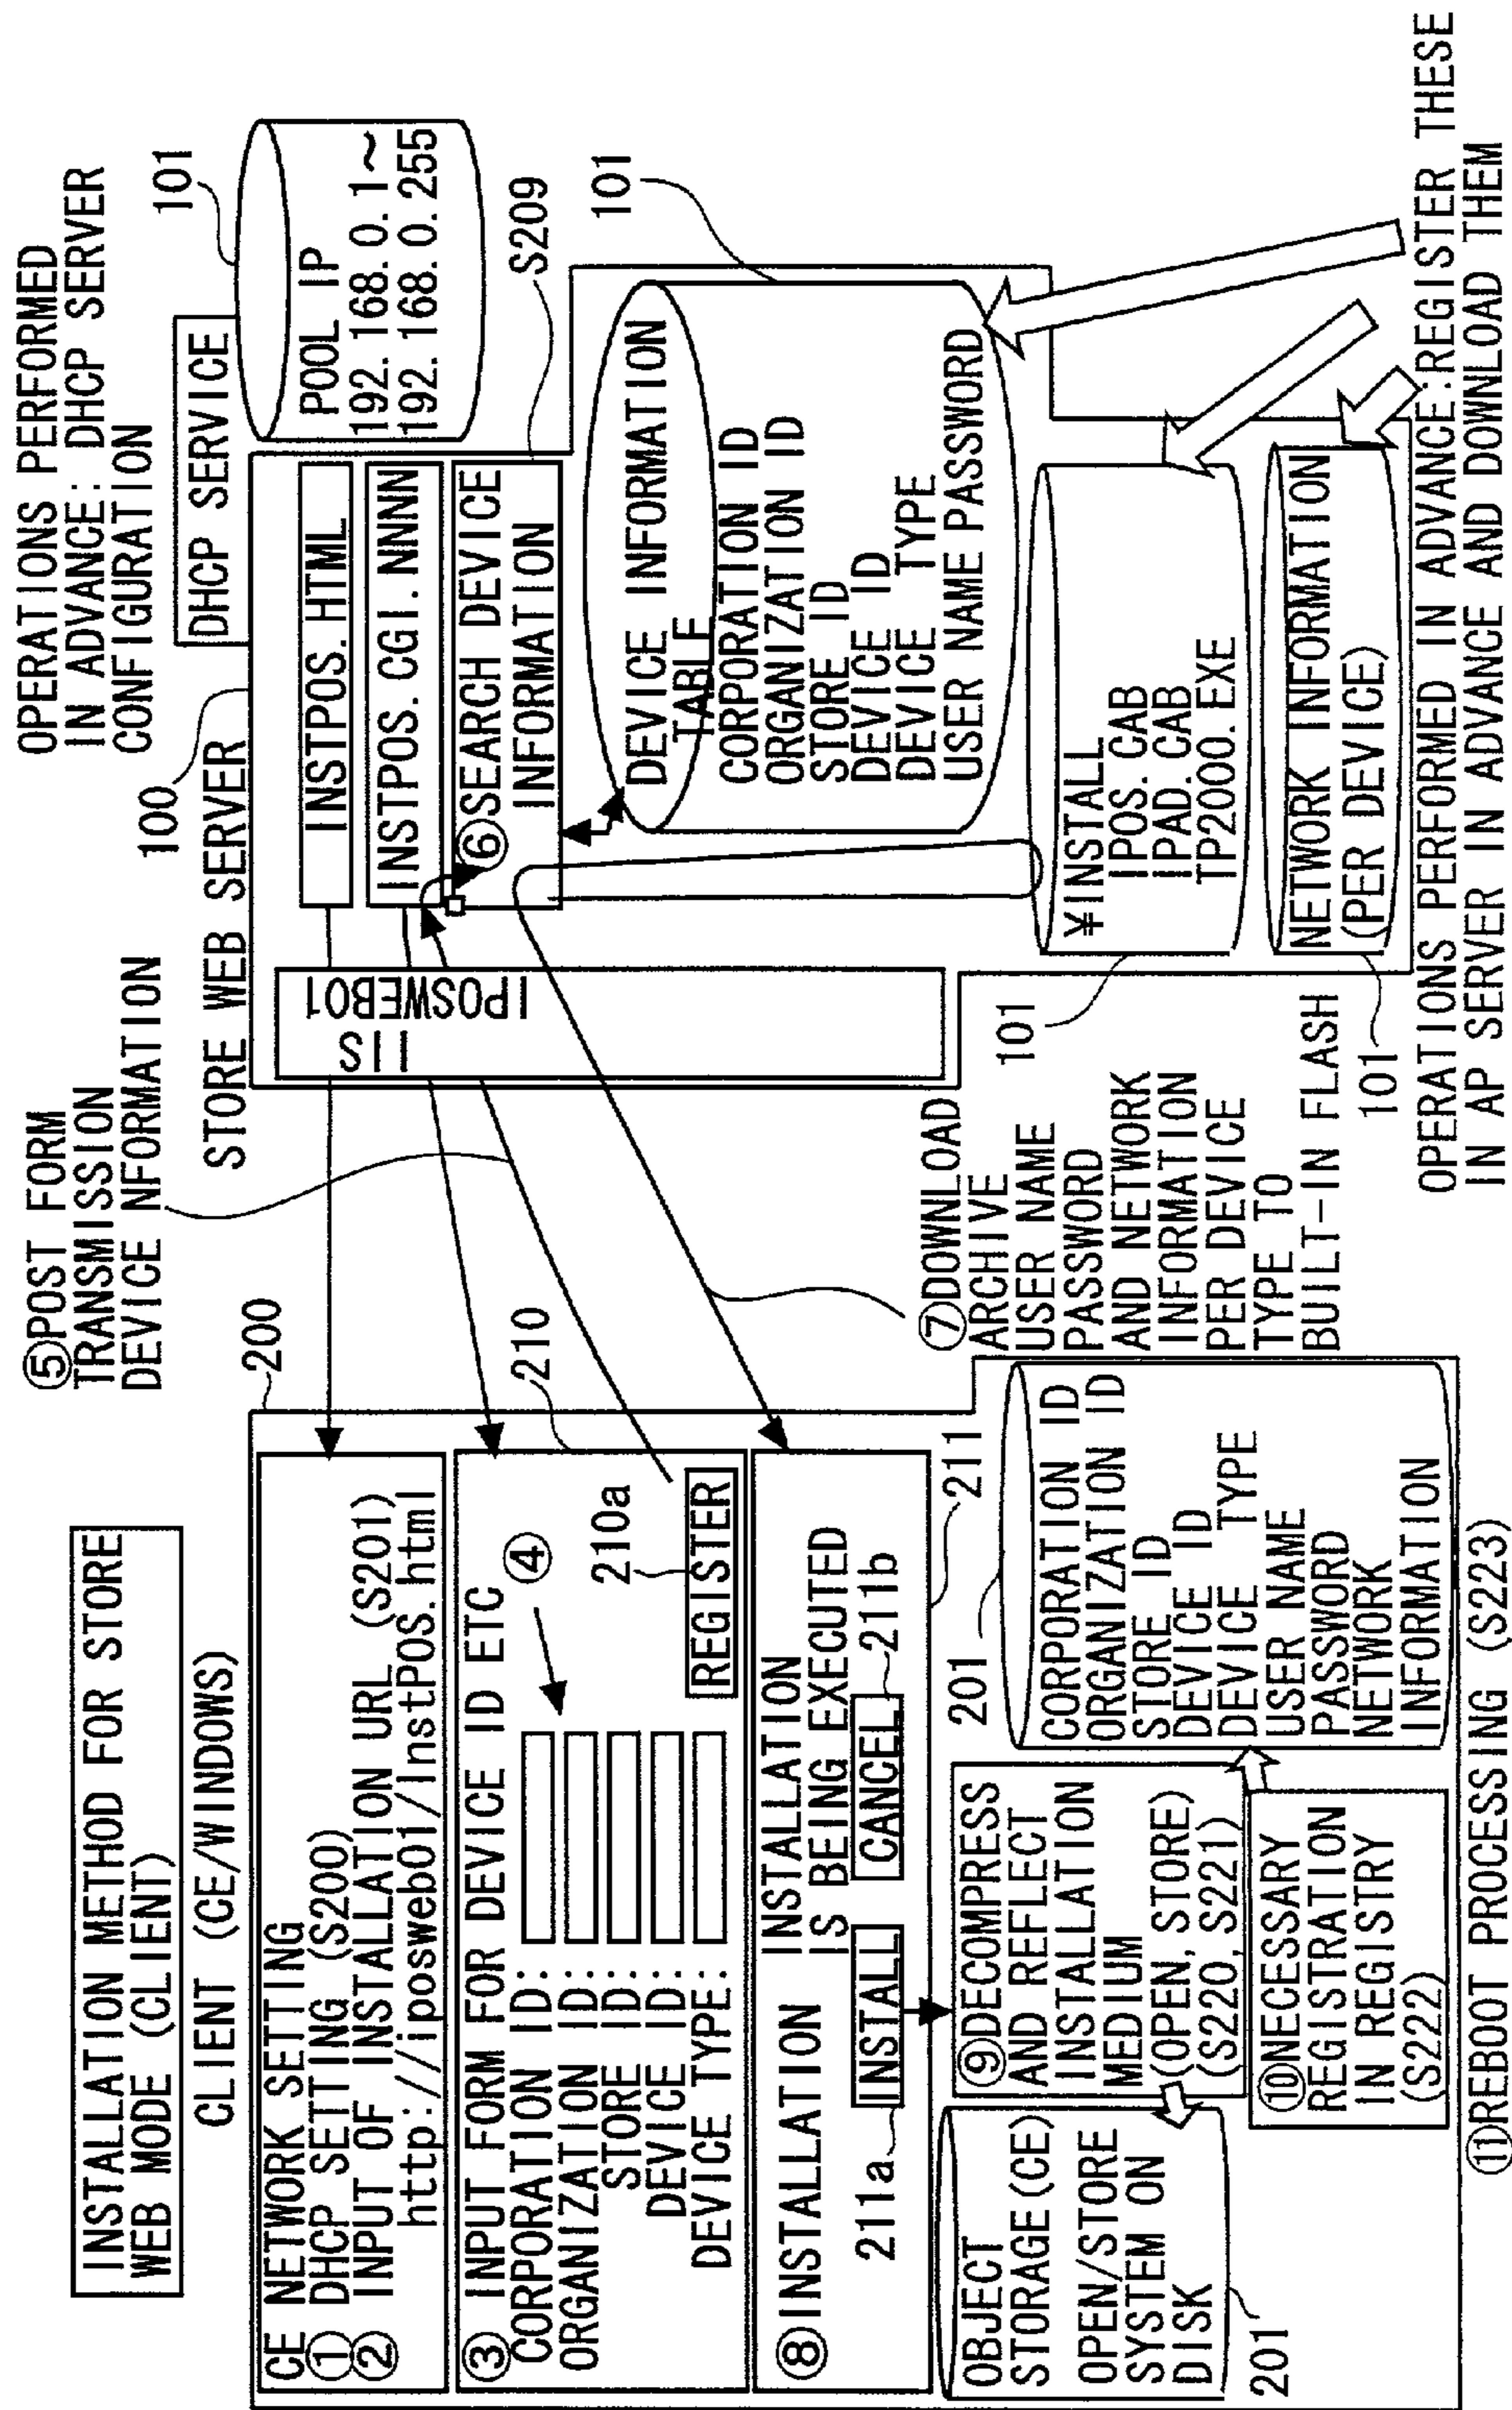 INSTALLATION METHOD FOR STORE
WEB MODE (CLIENT)
CLIENT (CE/WINDOWS)
200
CE NETWORK SETTING
① DHCP SETTING (S200)
② INPUT OF INSTALLATION URL (S201)
http://iposweb01/InstPOS.html
③ INPUT FORM FOR DEVICE ID ETC
CORPORATION ID:
ORGANIZATION ID:
STORE ID:
DEVICE ID:
DEVICE TYPE:
④
210
210a
REGISTER
⑧INSTALLATION
INSTALLATION
IS BEING EXECUTED
INSTALL
CANCEL
211a
211b
211
OBJECT
STORAGE(CE)
OPEN/STORE
SYSTEM ON
DISK
201
⑨DECOMPRESS
AND REFLECT
INSTALLATION
MEDIUM
(OPEN, STORE)
(S220, S221)
⑩NECESSARY
REGISTRATION
IN REGISTRY
(S222)
201
CORPORATION ID
ORGANIZATION ID
STORE ID
DEVICE ID
DEVICE TYPE
USER NAME
PASSWORD
NETWORK
INFORMATION
⑪REBOOT PROCESSING (S223)
⑤POST FORM
TRANSMISSION
DEVICE NFORMATION
⑦DOWNLOAD
ARCHIVE
USER NAME
PASSWORD
AND NETWORK
INFORMATION
PER DEVICE
TYPE TO
BUILT-IN FLASH
OPERATIONS PERFORMED
IN ADVANCE: DHCP SERVER
CONFIGURATION
100
STORE WEB SERVER
DHCP SERVICE
101
POOL IP
192.168.0.1~
192.168.0.255
IIS
IPOSWEB01
INSTPOS.HTML
INSTPOS.CGI.NNNN
⑥SEARCH DEVICE
INFORMATION
S209
101
DEVICE INFORMATION
TABLE
CORPORATION ID
ORGANIZATION ID
STORE ID
DEVICE ID
DEVICE TYPE
USER NAME PASSWORD
¥INSTALL
IPOS.CAB
IPAD.CAB
TP2000.EXE
101
NETWORK INFORMATION
(PER DEVICE)
101
OPERATIONS PERFORMED IN ADVANCE:REGISTER THESE
IN AP SERVER IN ADVANCE AND DOWNLOAD THEM